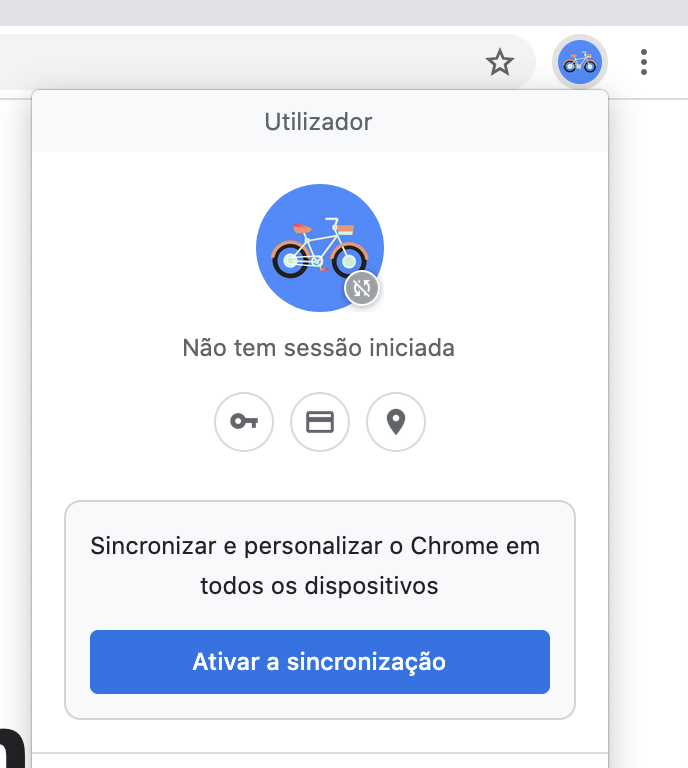 Utilizador
Não tem sessão iniciada
Sincronizar e personalizar o Chrome em
todos os dispositivos
Ativar a sincronização